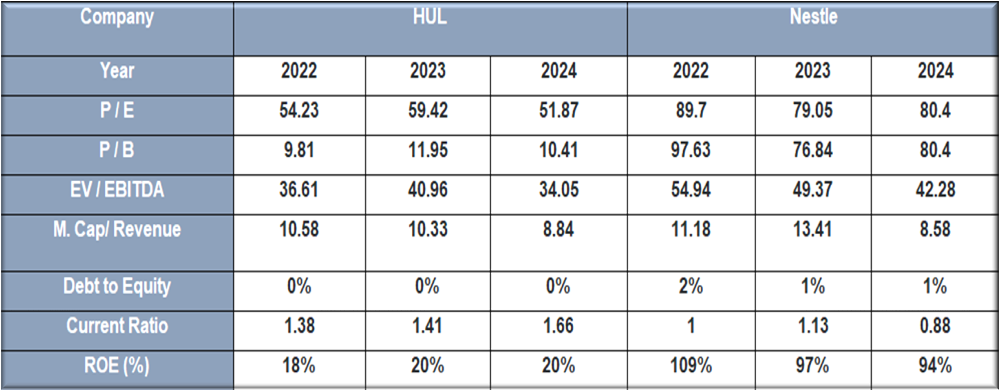 Company HUL Nestle
Year 2022 2023 2024 2022 2023 2024
P / E 54.23 59.42 51.87 89.7 79.05 80.4
P / B 9.81 11.95 10.41 97.63 76.84 80.4
EV / EBITDA 36.61 40.96 34.05 54.94 49.37 42.28
M. Cap/ Revenue 10.58 10.33 8.84 11.18 13.41 8.58
Debt to Equity 0% 0% 0% 2% 1% 1%
Current Ratio 1.38 1.41 1.66 1 1.13 0.88
ROE (%) 18% 20% 20% 109% 97% 94%